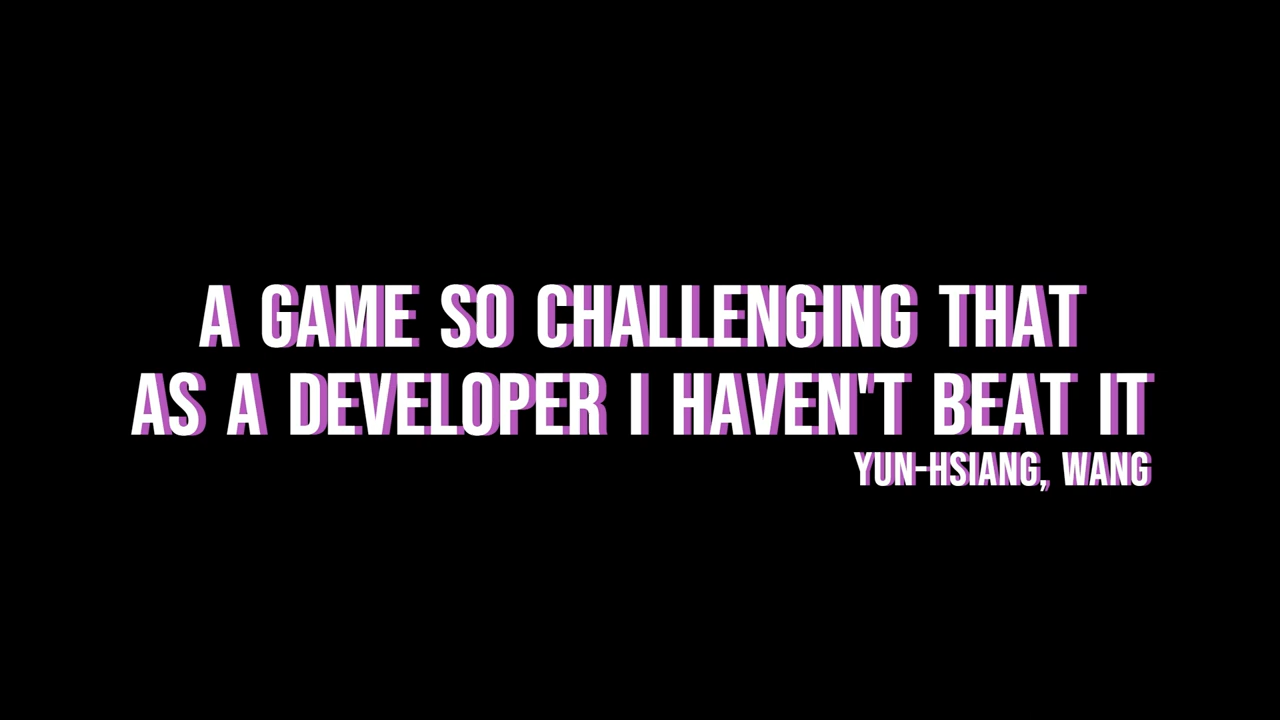 A GAME SO CHALLENGING THAT
AS A DEVELOPER I HAVEN'T BEAT IT
YUN-HSIANG, WANG